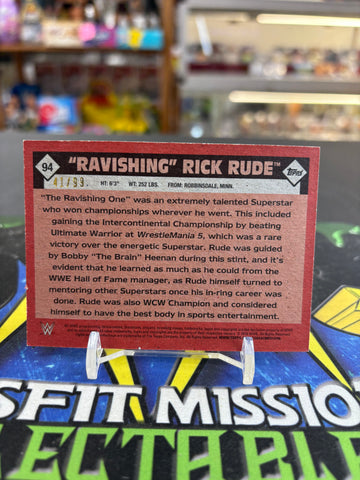 94
"RAVISHING" RICK RUDE™
Topps
41/99
HT: 6'3" WT: 252 LBS. FROM: ROBBINSDALE, MINN.
"The Ravishing One" was an extremely talented Superstar
who won championships wherever he went. This included
gaining the Intercontinental Championship by beating
Ultimate Warrior at WrestleMania 5, which was a rare
victory over the energetic Superstar. Rude was guided
by Bobby "The Brain" Heenan during this stint, and it's
evident that he learned as much as he could from the
WWE Hall of Fame manager, as Rude himself turned to
mentoring other Superstars once his in-ring career was
done. Rude also was WCW Champion and considered
himself to have the best body in sports entertainment.
W
SFIT MISSION
LLECTABLE